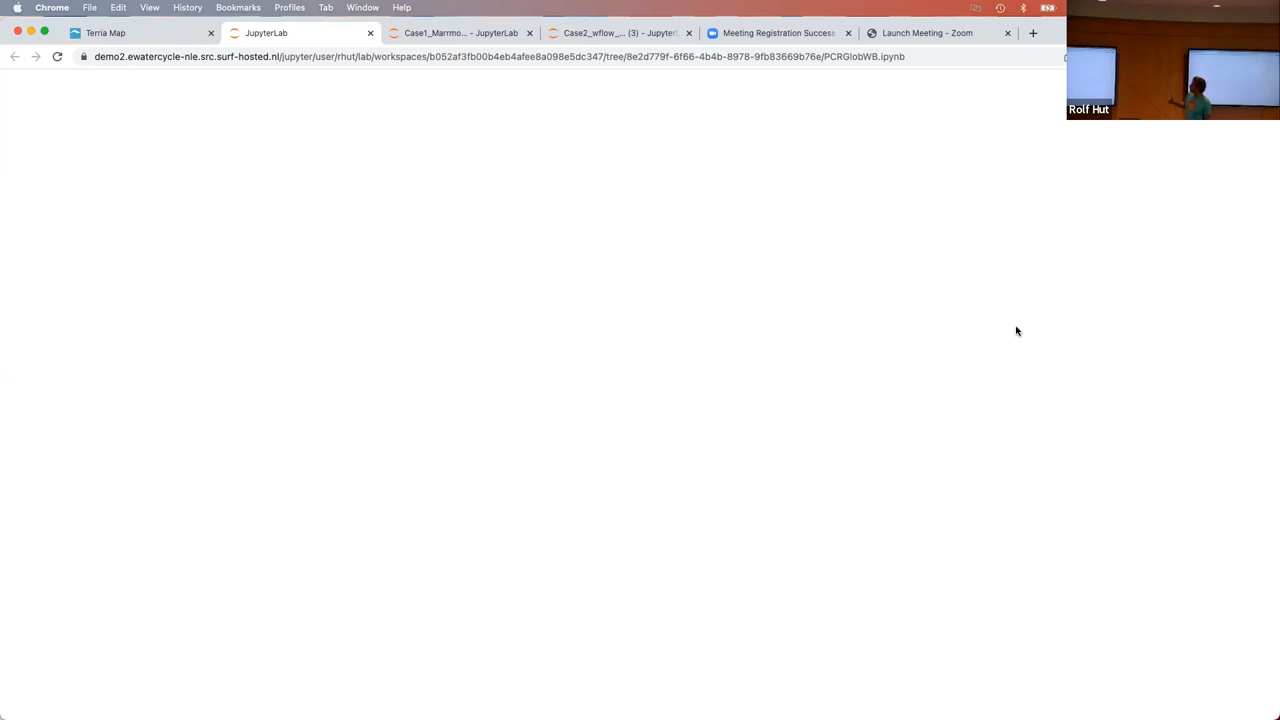 Chrome File Edit View History Bookmarks Profiles Tab Window Help
Terria Map JupyterLab Case1_Marrmo... - JupyterLab Case2_wflow_... (3) - Jupyter Meeting Registration Success Launch Meeting - Zoom
demo2.ewatercycle-nle.src.surf-hosted.nl/jupyter/user/rhut/lab/workspaces/b052af3fb00b4eb4afee8a098e5dc347/tree/8e2d779f-6f66-4b4b-8978-9fb83669b76e/PCRGlobWB.ipynb
Rolf Hut